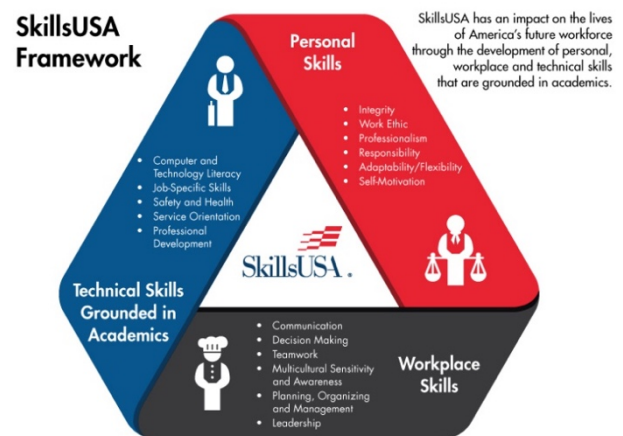 SkillsUSA
Framework
SkillsUSA has an impact on the lives
of America's future workforce
through the development of personal,
workplace and technical skills
that are grounded in academics.
Personal
Skills
• Integrity
• Work Ethic
• Professionalism
• Responsibility
• Adaptability/Flexibility
• Self-Motivation
• Computer and
Technology Literacy
• Job-Specific Skills
• Safety and Health
• Service Orientation
• Professional
Development
Technical Skills
Grounded in
Academics
SkillsUSA®
• Communication
• Decision Making
• Teamwork
• Multicultural Sensitivity
and Awareness
• Planning, Organizing
and Management
• Leadership
Workplace
Skills